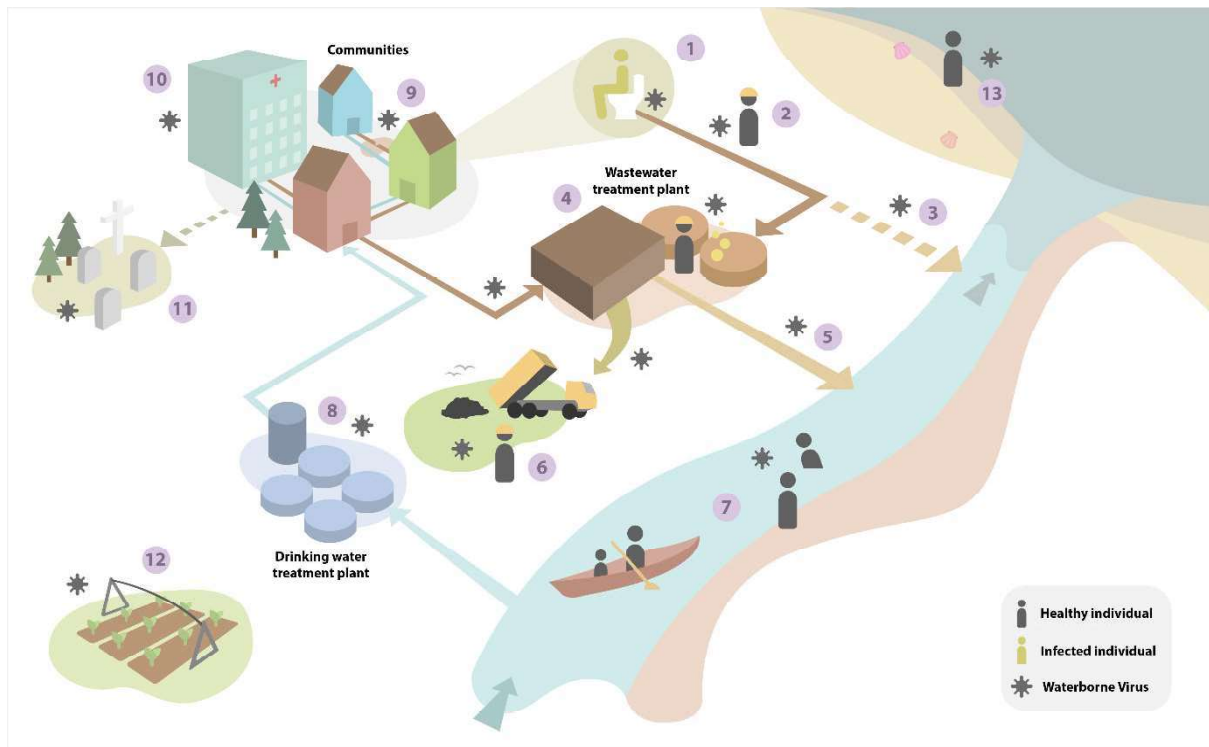 Communities
1
10
9
2
13
Wastewater
treatment plant
4
3
11
5
8
6
7
12
Drinking water
treatment plant
Healthy individual
Infected individual
Waterborne Virus